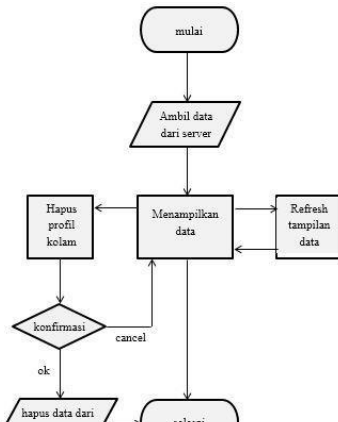 mulai
Ambil data
dari server
Hapus
profil
kolam
Menampilkan
data
Refresh
tampilan
data
konfirmasi
cancel
ok
hapus data dari